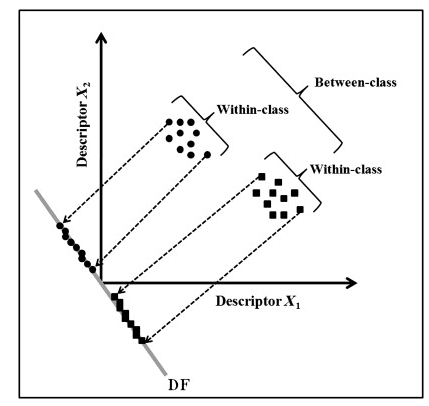 Between-class
Within-class
Descriptor X₂
Within-class
Descriptor X₁
DF